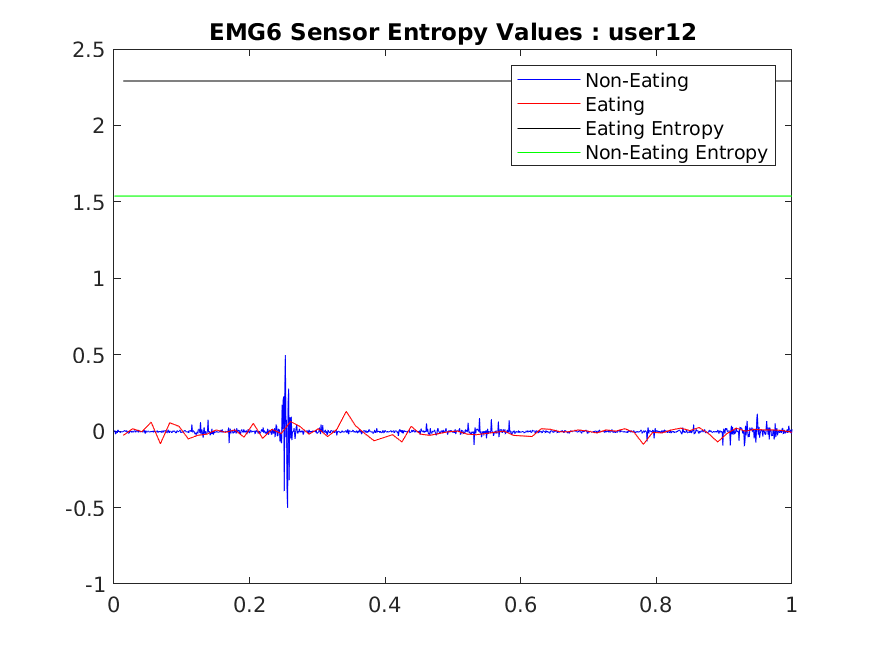 EMG6 Sensor Entropy Values : user12
2.5
Non-Eating
Eating
2
Eating Entropy
Non-Eating Entropy
1.5
1
0.5
0
-0.5
-1
0 0.2 0.4 0.6 0.8 1